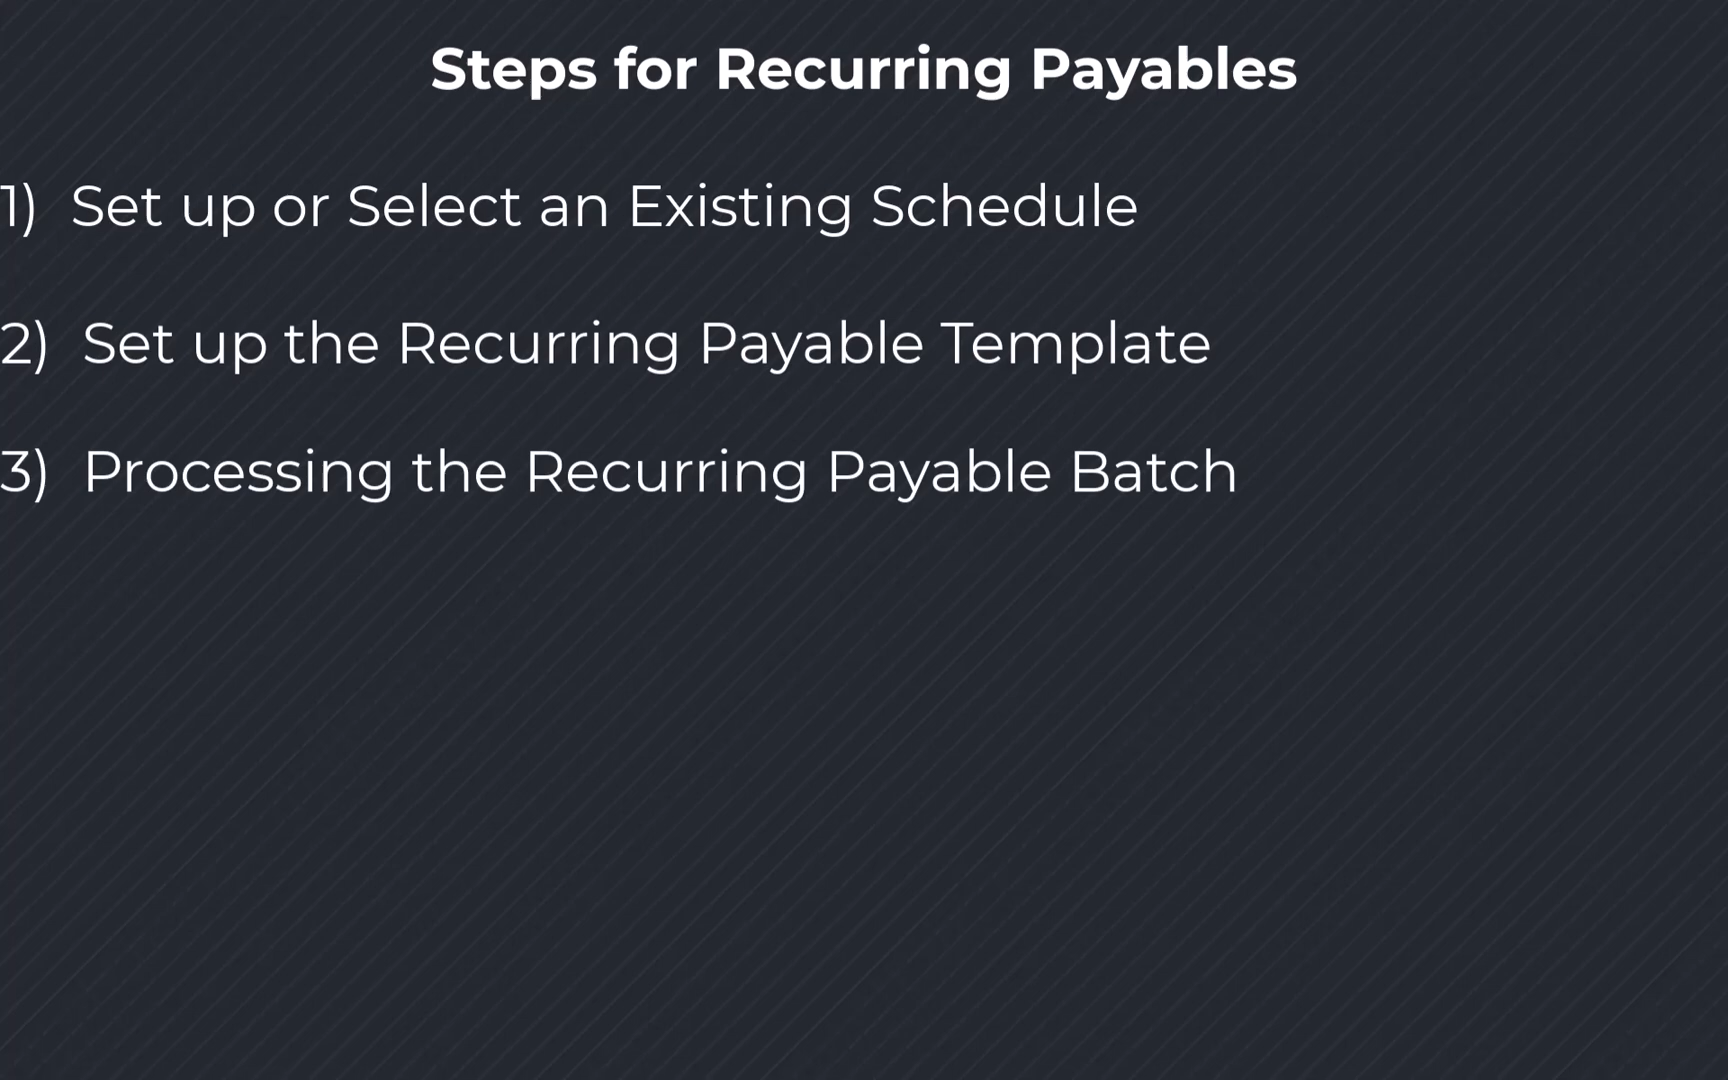 Steps for Recurring Payables
1) Set up or Select an Existing Schedule
2) Set up the Recurring Payable Template
3) Processing the Recurring Payable Batch